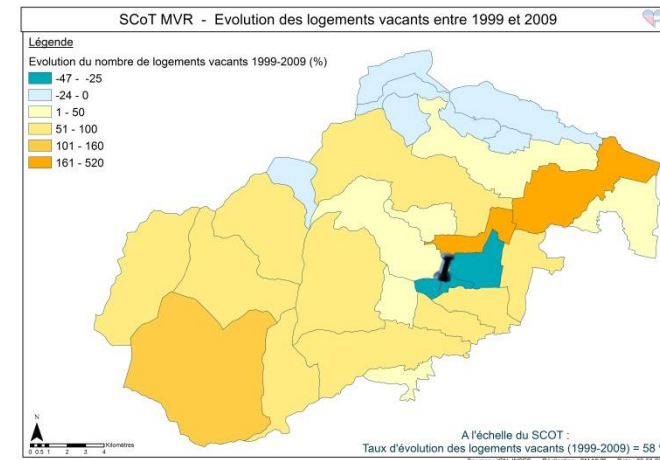 SCoT MVR - Evolution des logements vacants entre 1999 et 2009
Légende
Evolution du nombre de logements vacants 1999-2009 (%)
-47 - -25
-24 - 0
1 - 50
51 - 100
101 - 160
161 - 520
N
0 0.5 1 2 3 4
Kilomètres
A l'échelle du SCOT :
Taux d'évolution des logements vacants (1999-2009) = 58